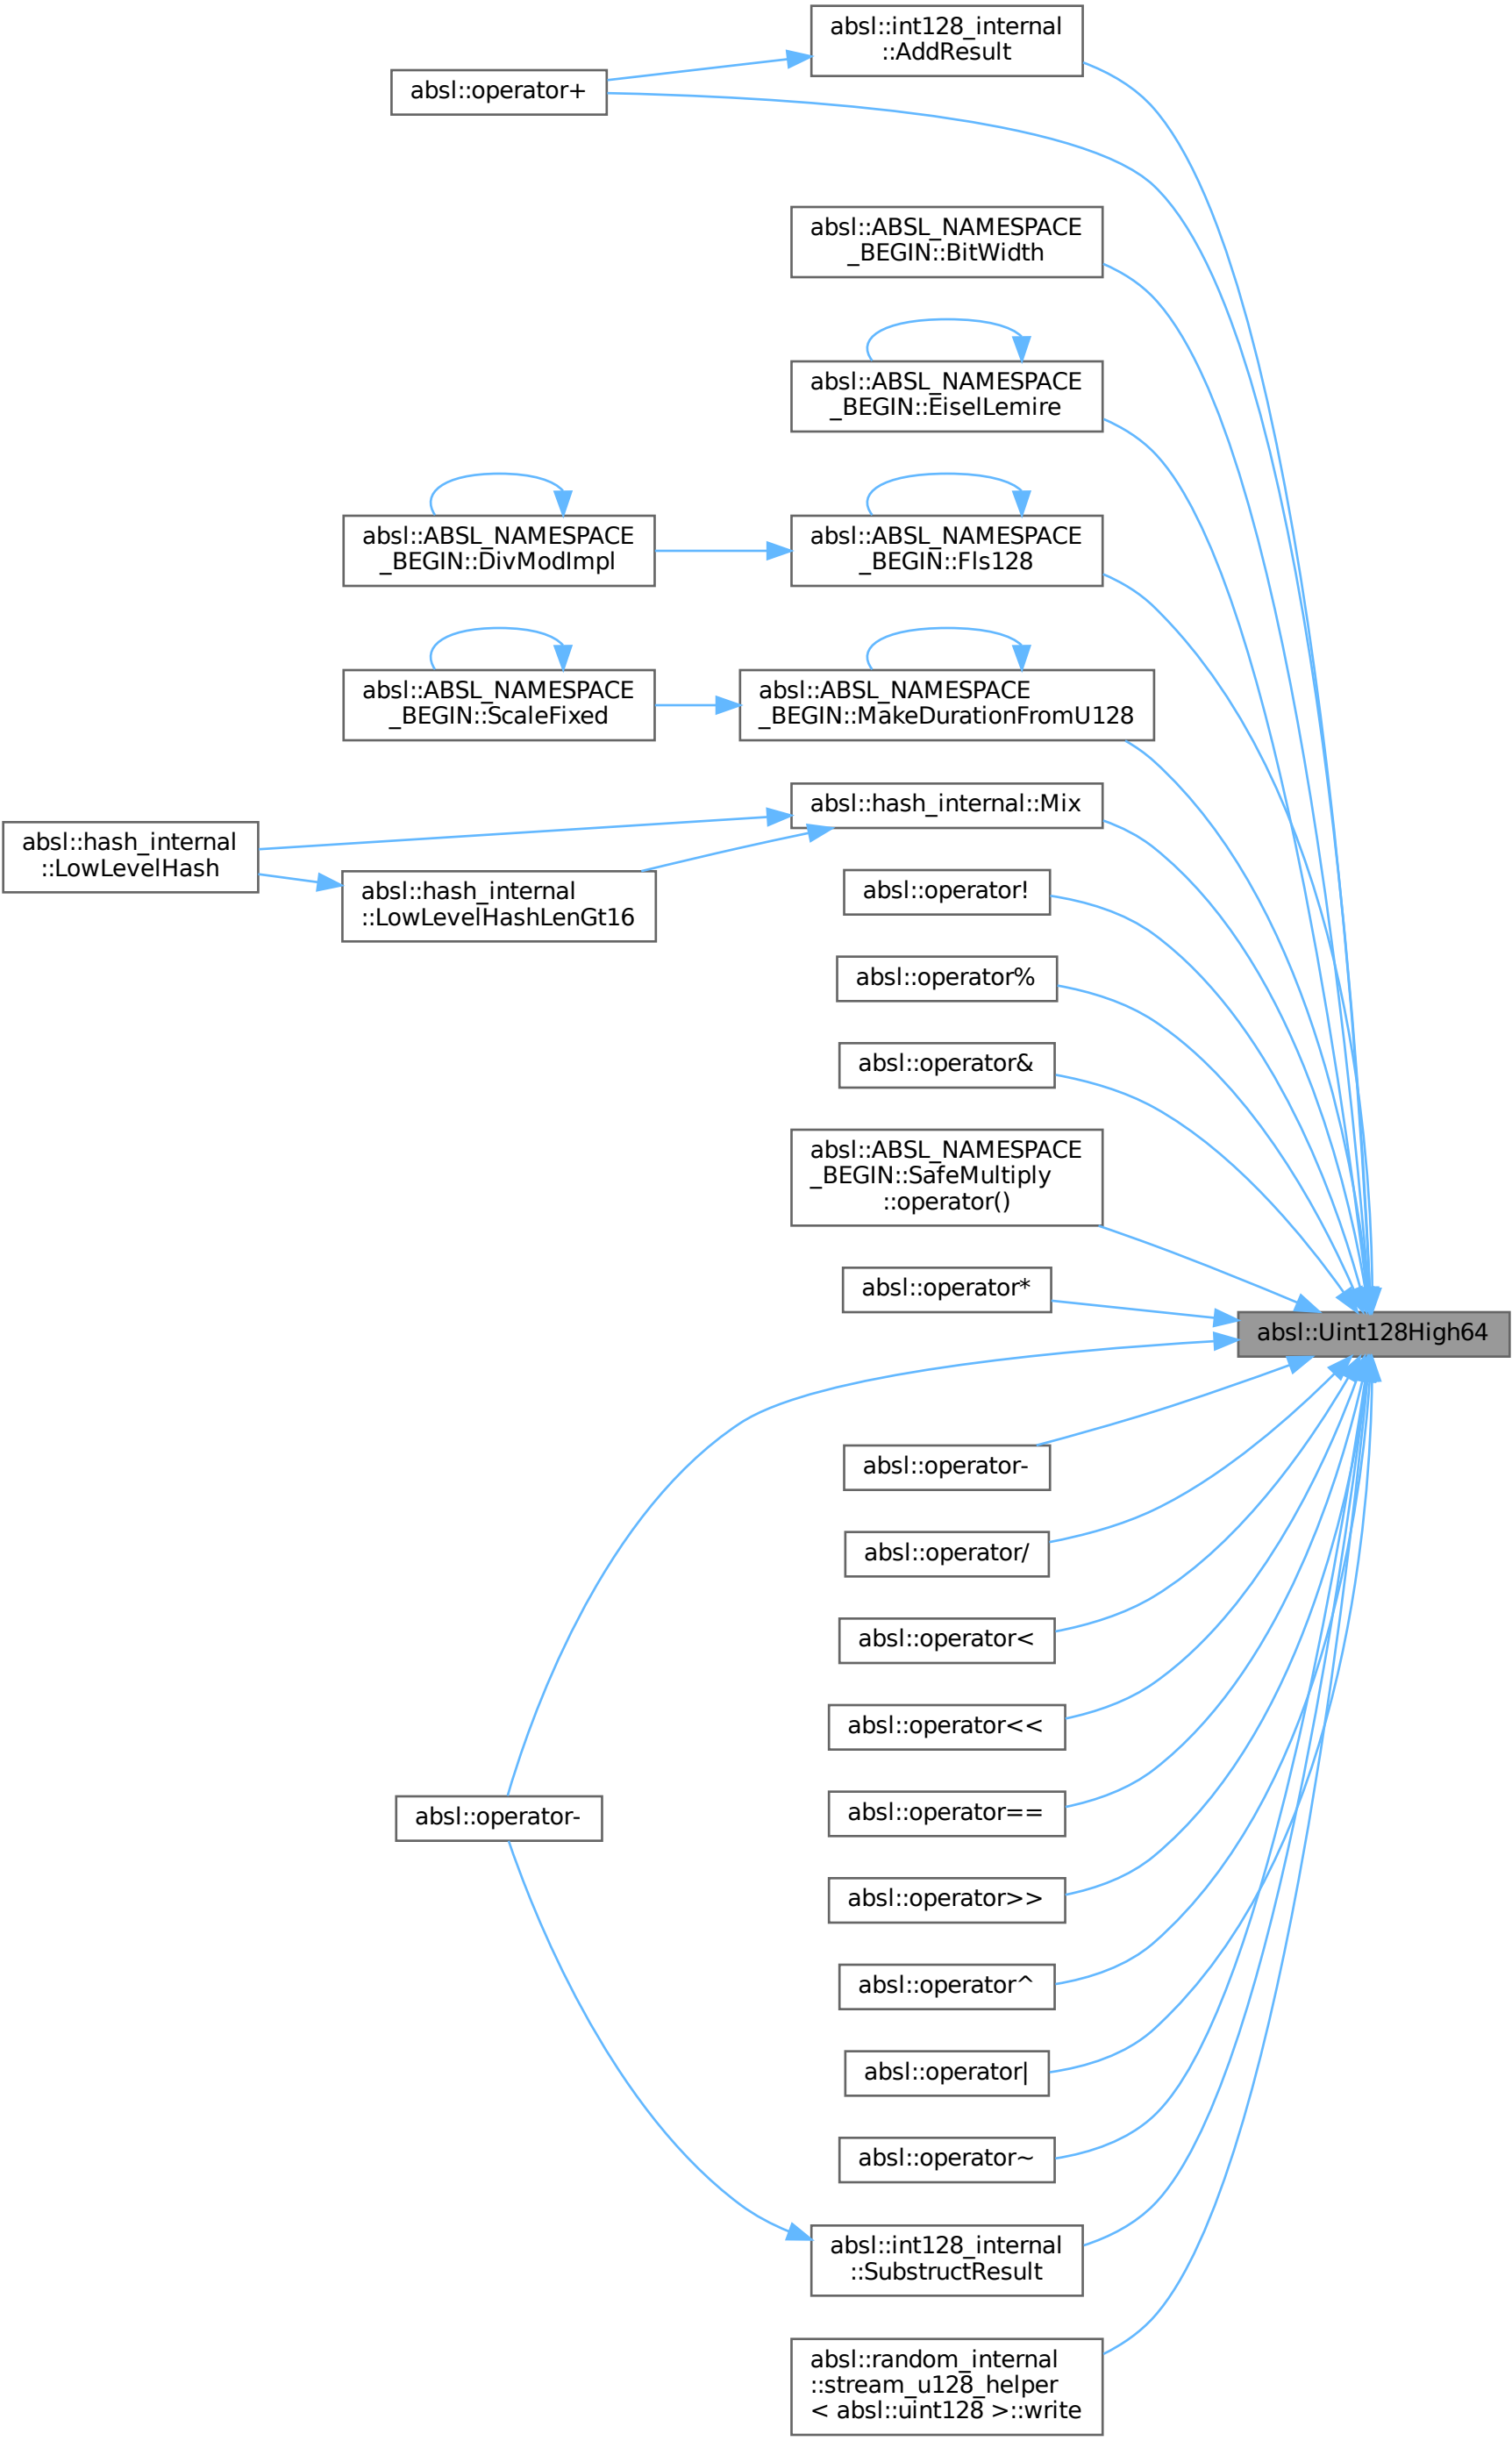 absl::int128_internal
::AddResult
absl::operator+
absl::ABSL_NAMESPACE
_BEGIN::BitWidth
absl::ABSL_NAMESPACE
_BEGIN::EiselLemire
absl::ABSL_NAMESPACE
_BEGIN::DivModImpl
absl::ABSL_NAMESPACE
_BEGIN::Fls128
absl::ABSL_NAMESPACE
_BEGIN::ScaleFixed
absl::ABSL_NAMESPACE
_BEGIN::MakeDurationFromU128
absl::hash_internal::Mix
absl::hash_internal
::LowLevelHash
absl::hash_internal
::LowLevelHashLenGt16
absl::operator!
absl::operator%
absl::operator&
absl::ABSL_NAMESPACE
_BEGIN::SafeMultiply
::operator()
absl::operator*
absl::Uint128High64
absl::operator-
absl::operator/
absl::operator<
absl::operator<<
absl::operator==
absl::operator-
absl::operator>>
absl::operator^
absl::operator|
absl::operator~
absl::int128_internal
::SubstructResult
absl::random_internal
::stream_u128_helper
< absl::uint128 >::write